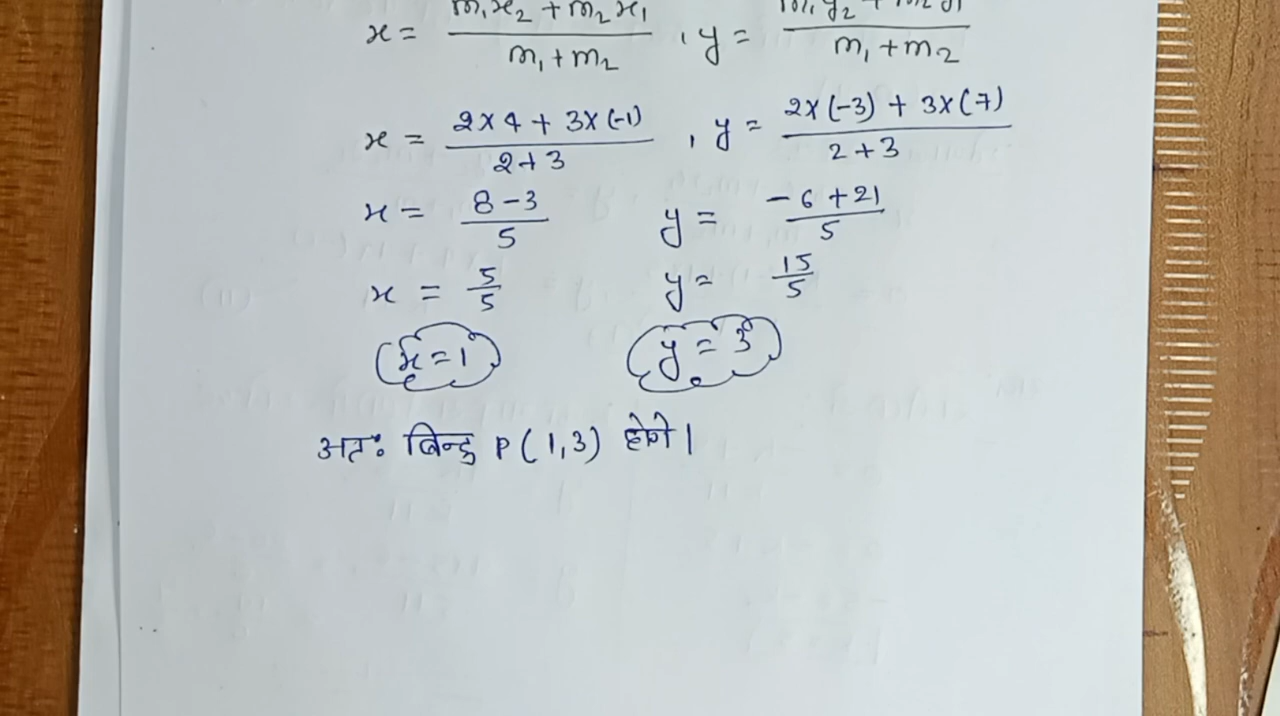 x = m₁x₂ + m₂x₁ / m₁ + m₂ , y = m₁y₂ + m₂y₁ / m₁ + m₂
x = 2×4 + 3×(-1) / 2+3 , y = 2×(-3) + 3×(7) / 2+3
x = 8-3 / 5 y = -6+21 / 5
x = 5/5 y = 15/5
x=1 y=3
अतः बिन्दु P(1,3) होगे।